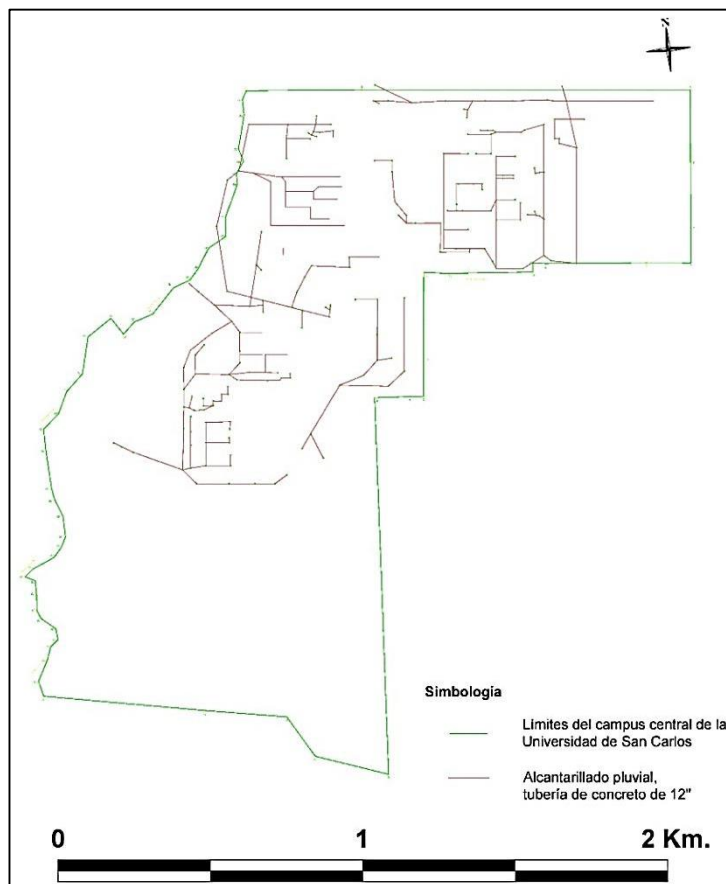 N
Simbología
Límites del campus central de la
Universidad de San Carlos
Alcantarillado pluvial,
tubería de concreto de 12"
0 1 2 Km.